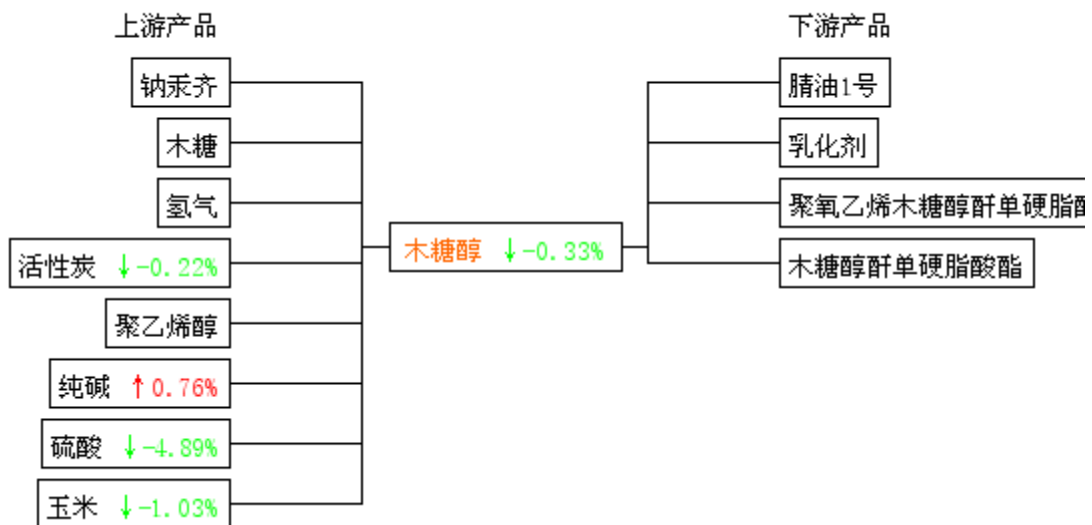 上游产品
下游产品
钠汞齐
木糖
氢气
活性炭 ↓-0.22%
聚乙烯醇
纯碱 ↑0.76%
硫酸 ↓-4.89%
玉米 ↓-1.03%
木糖醇 ↓-0.33%
腈油1号
乳化剂
聚氧乙烯木糖醇酐单硬脂
木糖醇酐单硬脂酸酯